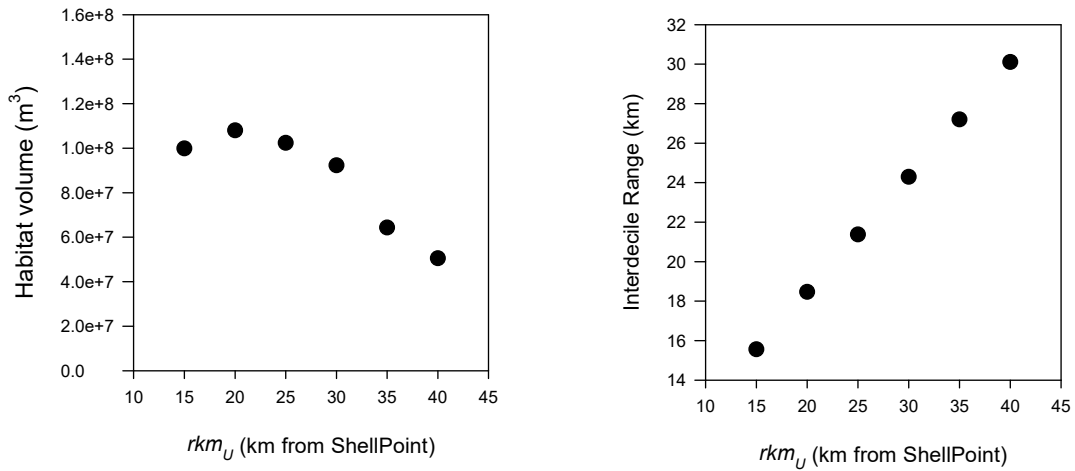 Habitat volume (m³)
1.6e+8
1.4e+8
1.2e+8
1.0e+8
8.0e+7
6.0e+7
4.0e+7
2.0e+7
0.0
10 15 20 25 30 35 40 45
rkm_U (km from ShellPoint)
Interdecile Range (km)
32
30
28
26
24
22
20
18
16
14
10 15 20 25 30 35 40 45
rkm_U (km from ShellPoint)